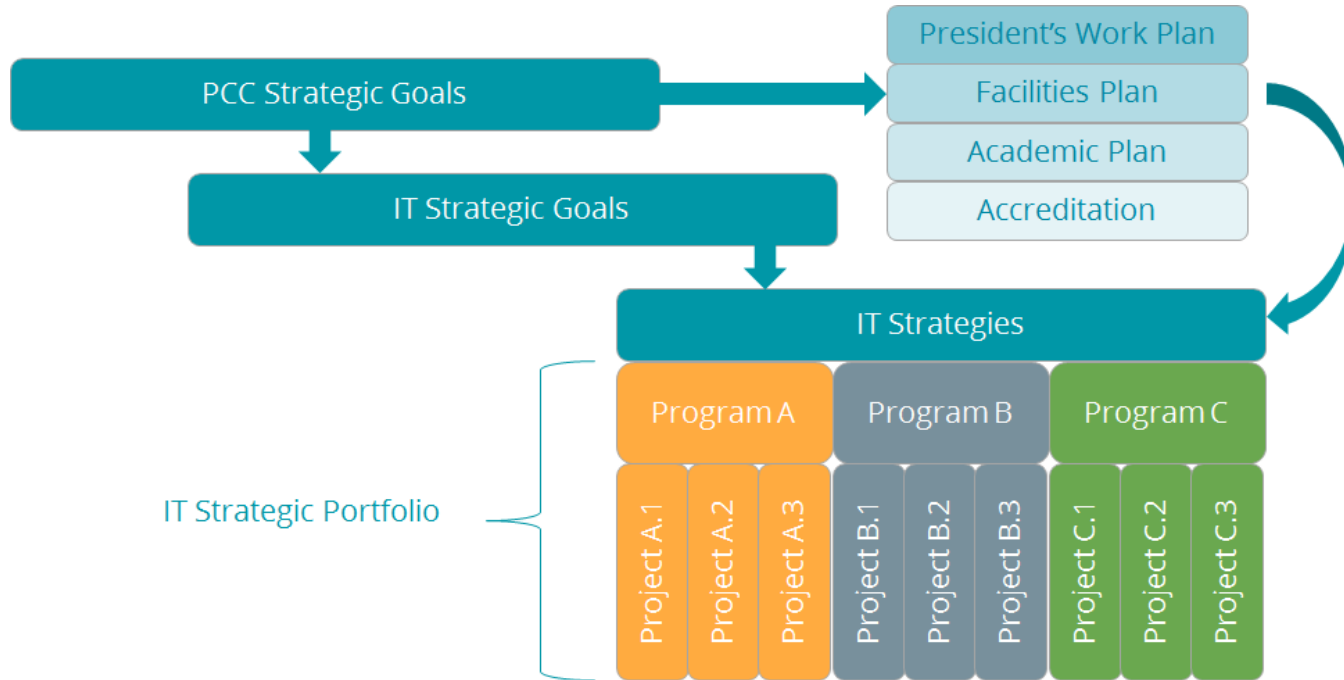 President’s Work Plan
PCC Strategic Goals
Facilities Plan
Academic Plan
IT Strategic Goals
Accreditation
IT Strategies
Program A
Program B
Program C
IT Strategic Portfolio
Project A.1
Project A.2
Project A.3
Project B.1
Project B.2
Project B.3
Project C.1
Project C.2
Project C.3